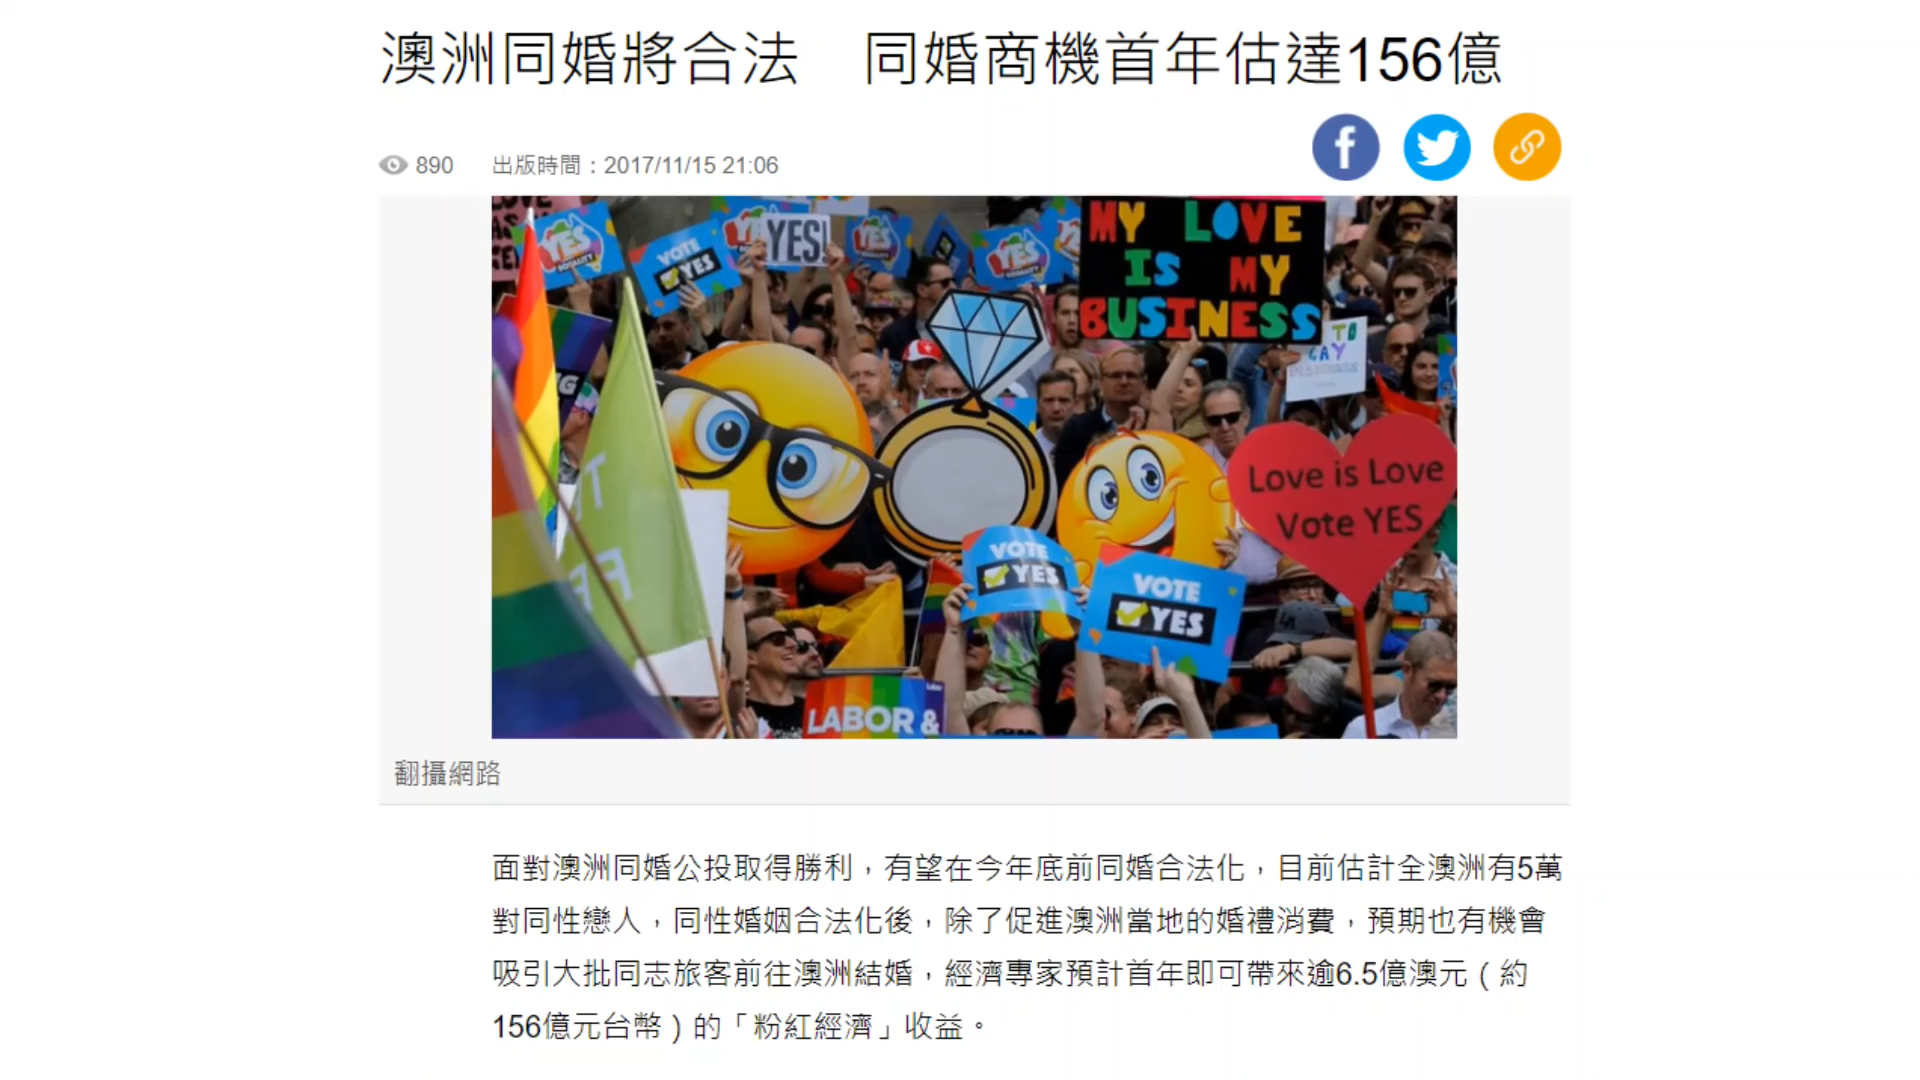 澳洲同婚將合法　同婚商機首年估達156億
890 出版時間：2017/11/15 21:06
YES
EQUALITY
VOTE
YES
YES!
YES
YES
MY LOVE
IS MY
BUSINESS
TO
GAY
Love is Love
Vote YES
VOTE
YES
VOTE
YES
LABOR &
翻攝網路
面對澳洲同婚公投取得勝利，有望在今年底前同婚合法化，目前估計全澳洲有5萬
對同性戀人，同性婚姻合法化後，除了促進澳洲當地的婚禮消費，預期也有機會
吸引大批同志旅客前往澳洲結婚，經濟專家預計首年即可帶來逾6.5億澳元（約
156億元台幣）的「粉紅經濟」收益。